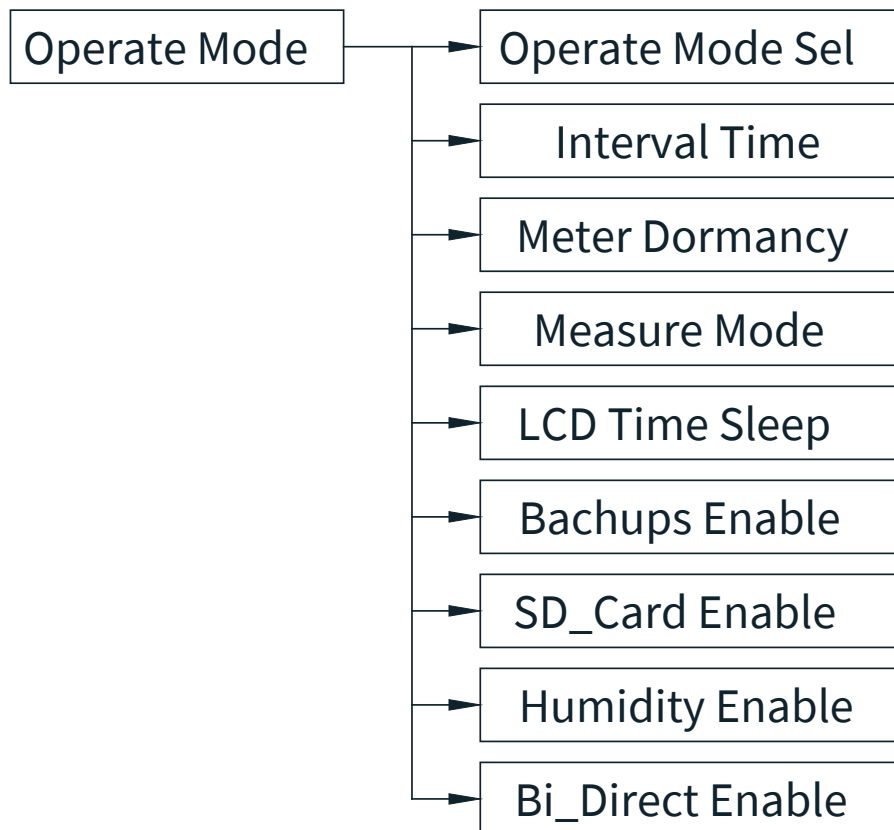 Operate Mode
Operate Mode Sel
Interval Time
Meter Dormancy
Measure Mode
LCD Time Sleep
Bachups Enable
SD_Card Enable
Humidity Enable
Bi_Direct Enable